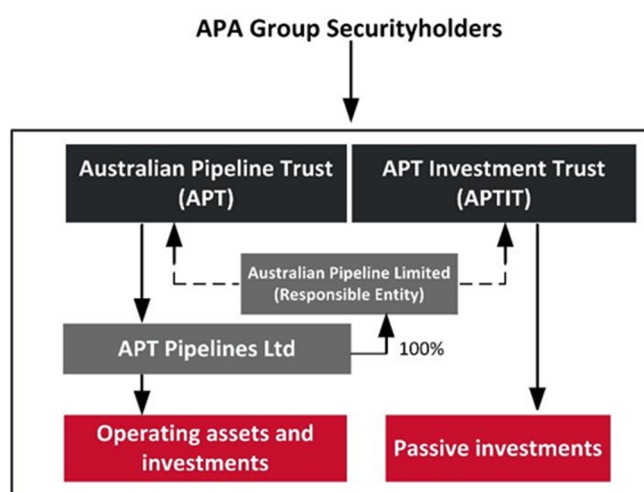 APA Group Securityholders
Australian Pipeline Trust
(APT)
APT Investment Trust
(APTIT)
Australian Pipeline Limited
(Responsible Entity)
APT Pipelines Ltd
100%
Operating assets and
investments
Passive investments